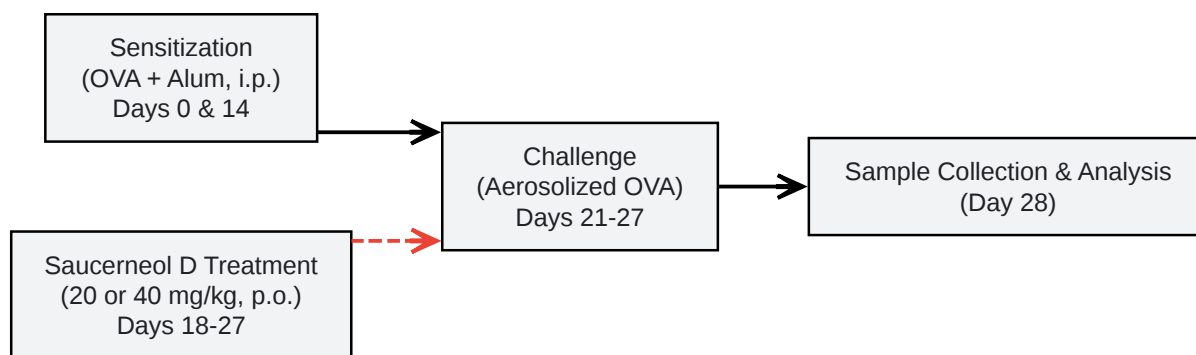 Sensitization
(OVA + Alum, i.p.)
Days 0 & 14
Saucerneol D Treatment
(20 or 40 mg/kg, p.o.)
Days 18-27
Challenge
(Aerosolized OVA)
Days 21-27
Sample Collection & Analysis
(Day 28)